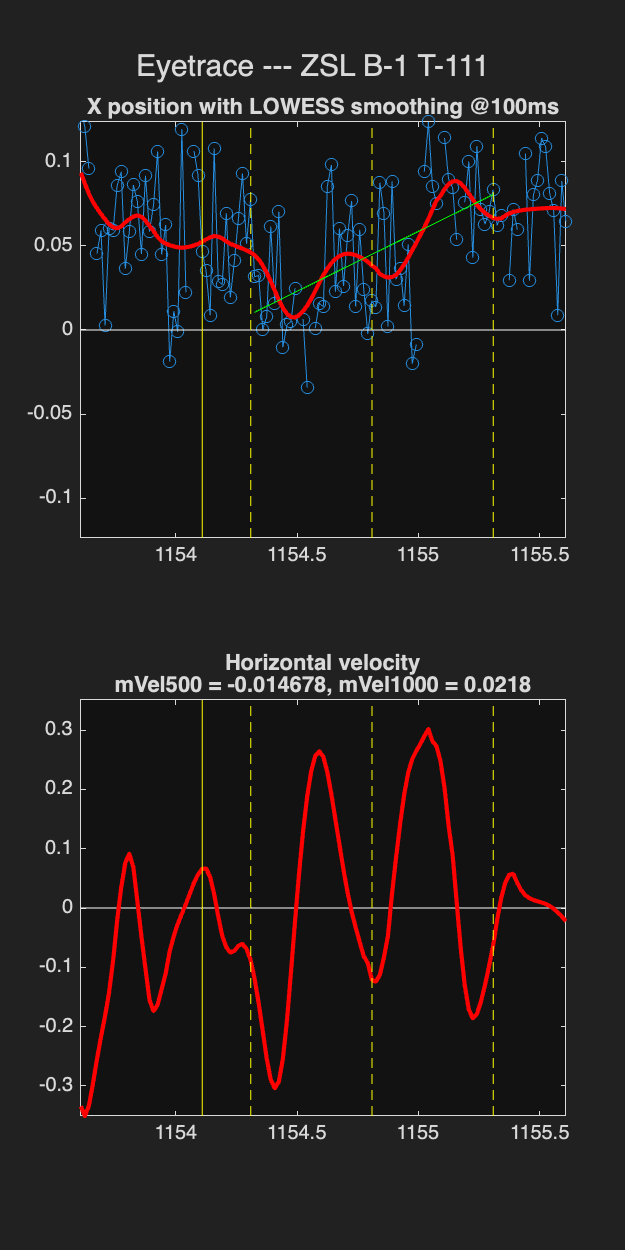 Eyetrace --- ZSL B-1 T-111
X position with LOWESS smoothing @100ms
0.1
0.05
0
-0.05
-0.1
1154 1154.5 1155 1155.5
Horizontal velocity
mVel500 = -0.014678, mVel1000 = 0.0218
0.3
0.2
0.1
0
-0.1
-0.2
-0.3
1154 1154.5 1155 1155.5